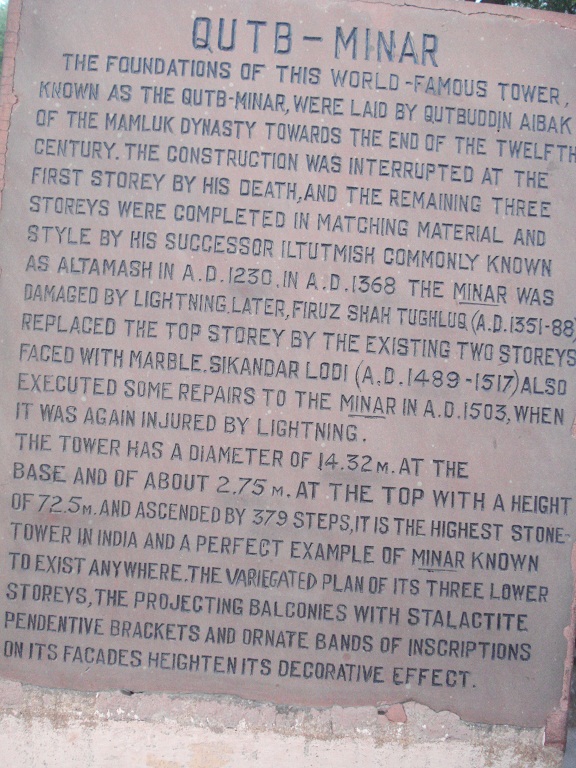 QUTB-MINAR
THE FOUNDATIONS OF THIS WORLD-FAMOUS TOWER,
KNOWN AS THE QUTB-MINAR, WERE LAID BY QUTBUDDIN AIBAK
OF THE MAMLUK DYNASTY TOWARDS THE END OF THE TWELFTH
CENTURY. THE CONSTRUCTION WAS INTERRUPTED AT THE
FIRST STOREY BY HIS DEATH, AND THE REMAINING THREE
STOREYS WERE COMPLETED IN MATCHING MATERIAL AND
STYLE BY HIS SUCCESSOR ILTUTMISH COMMONLY KNOWN
AS ALTAMASH IN A.D. 1230. IN A.D. 1368 THE MINAR WAS
DAMAGED BY LIGHTNING. LATER, FIRUZ SHAH TUGHLUQ (A.D. 1351-88)
REPLACED THE TOP STOREY BY THE EXISTING TWO STOREYS
FACED WITH MARBLE. SIKANDAR LODI (A.D. 1489-1517) ALSO
EXECUTED SOME REPAIRS TO THE MINAR IN A.D. 1503, WHEN
IT WAS AGAIN INJURED BY LIGHTNING.
THE TOWER HAS A DIAMETER OF 14.32 M. AT THE
BASE AND OF ABOUT 2.75 M. AT THE TOP WITH A HEIGHT
OF 72.5 M. AND ASCENDED BY 379 STEPS, IT IS THE HIGHEST STONE-
TOWER IN INDIA AND A PERFECT EXAMPLE OF MINAR KNOWN
TO EXIST ANYWHERE. THE VARIEGATED PLAN OF ITS THREE LOWER
STOREYS, THE PROJECTING BALCONIES WITH STALACTITE
PENDENTIVE BRACKETS AND ORNATE BANDS OF INSCRIPTIONS
ON ITS FACADES HEIGHTEN ITS DECORATIVE EFFECT.